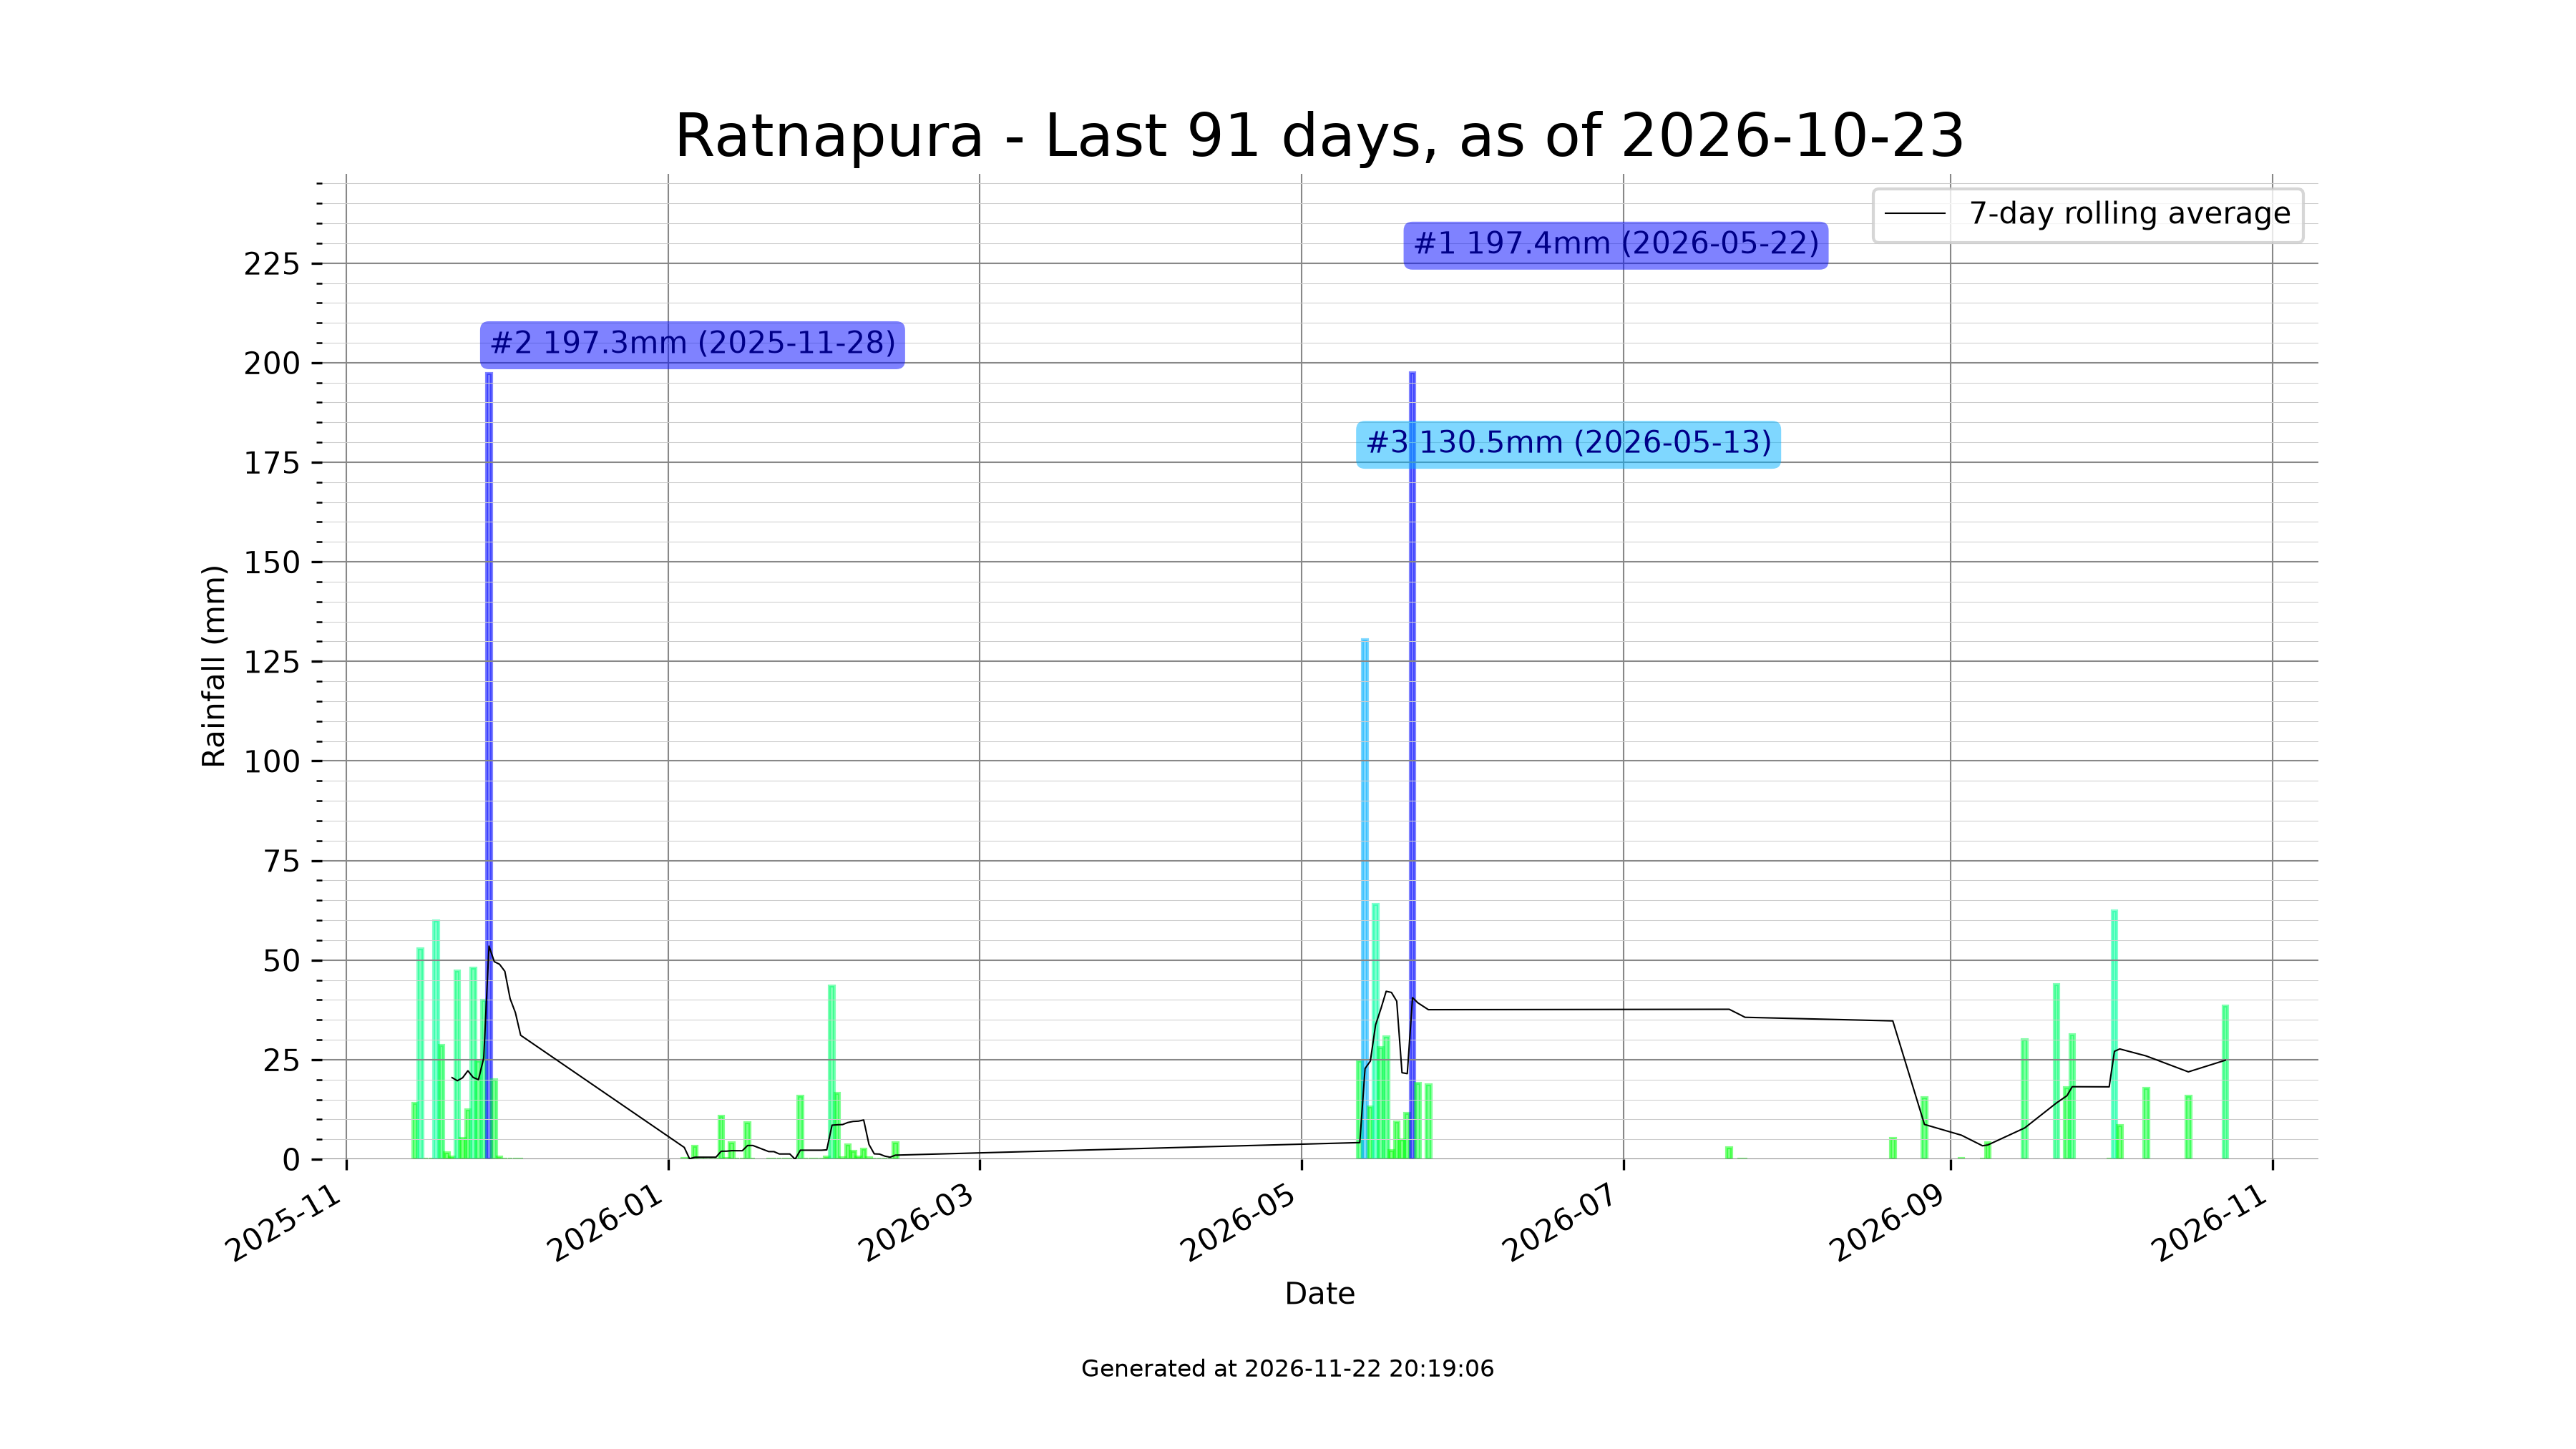 Ratnapura - Last 91 days, as of 2026-10-23
7-day rolling average
#1 197.4mm (2026-05-22)
#2 197.3mm (2025-11-28)
#3 130.5mm (2026-05-13)
Rainfall (mm)
225
200
175
150
125
100
75
50
25
0
2025-11
2026-01
2026-03
2026-05
2026-07
2026-09
2026-11
Date
Generated at 2026-11-22 20:19:06